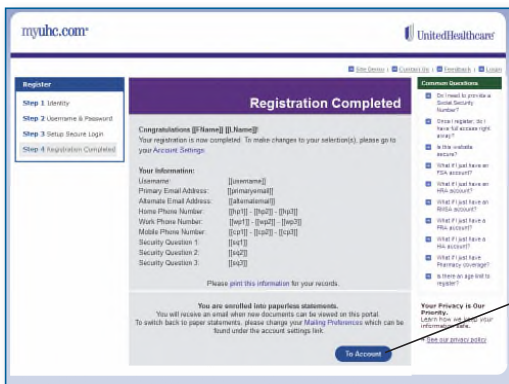 myuhc.com
UnitedHealthcare
Site Demo | Contact Us | Feedback | Login
Register
Step 1 Identity
Step 2 Username & Password
Step 3 Setup Secure Login
Step 4 Registration Completed
Registration Completed
Congratulations [[FName]] [[LName]]!
Your registration is now completed. To make changes to your selection(s), please go to
your Account Settings.
Your Information:
Username: [[username]]
Primary Email Address: [[primaryemail]]
Alternate Email Address: [[alternatemail]]
Home Phone Number: [[hp1]] - [[hp2]] - [[hp3]]
Work Phone Number: [[wp1]] - [[wp2]] - [[wp3]]
Mobile Phone Number: [[cp1]] - [[cp2]] - [[cp3]]
Security Question 1: [[sq1]]
Security Question 2: [[sq2]]
Security Question 3: [[sq3]]
Please print this information for your records.
You are enrolled into paperless statements.
You will receive an email when new documents can be viewed on this portal.
To switch back to paper statements, please change your Mailing Preferences which can be
found under the account settings link.
To Account
Common Questions
Do I need to provide a
Social Security
Number?
Once I register, do I
have full access right
away?
Is this website
secure?
What if I just have an
FSA account?
What if I just have an
HRA account?
What if I just have an
account?
What if I just have a
account?
What if I just have a
account?
What if I just have
Pharmacy coverage?
Is there an age limit to
register?
Your Privacy is Our
Priority.
Learn how we keep your
information safe.
See our privacy policy